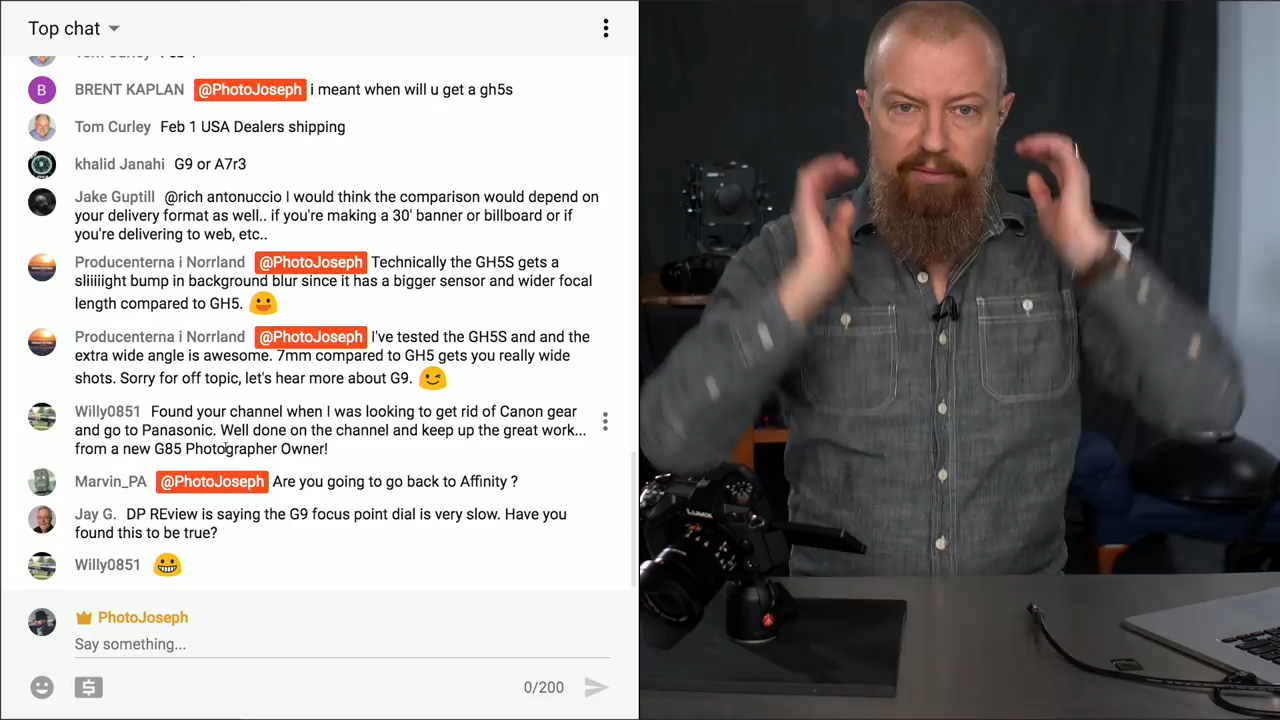 Top chat
BRENT KAPLAN @PhotoJoseph i meant when will u get a gh5s
Tom Curley Feb 1 USA Dealers shipping
khalid Janahi G9 or A7r3
Jake Guptill @rich antonuccio I would think the comparison would depend on
your delivery format as well.. if you're making a 30' banner or billboard or if
you're delivering to web, etc..
Producenterna i Norrland @PhotoJoseph Technically the GH5S gets a
sliiiiight bump in background blur since it has a bigger sensor and wider focal
length compared to GH5.
Producenterna i Norrland @PhotoJoseph I've tested the GH5S and and the
extra wide angle is awesome. 7mm compared to GH5 gets you really wide
shots. Sorry for off topic, let's hear more about G9.
Willy0851 Found your channel when I was looking to get rid of Canon gear
and go to Panasonic. Well done on the channel and keep up the great work...
from a new G85 Photographer Owner!
Marvin_PA @PhotoJoseph Are you going to go back to Affinity ?
Jay G. DP REview is saying the G9 focus point dial is very slow. Have you
found this to be true?
Willy0851
PhotoJoseph
Say something...
0/200
B
LUMIX